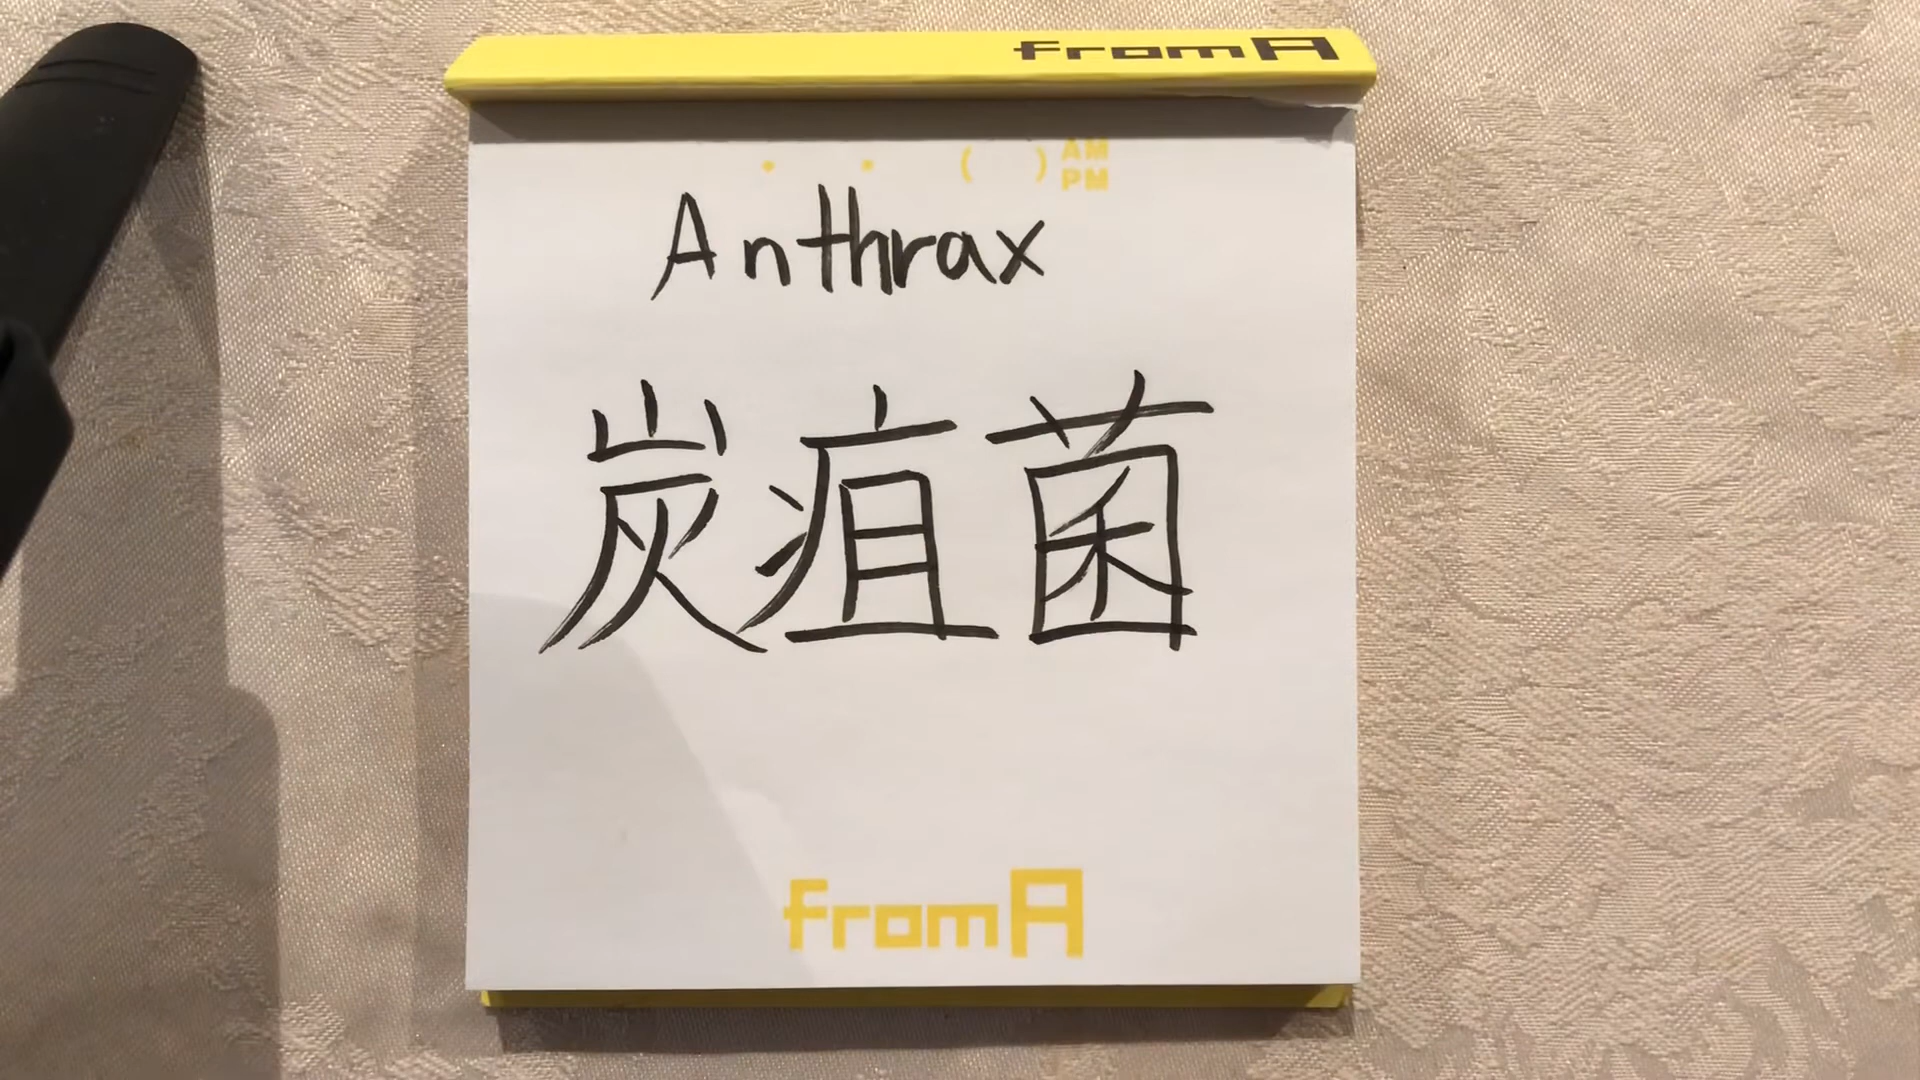 fromA
• • ( ) AM
PM
Anthrax
炭疽菌
fromA